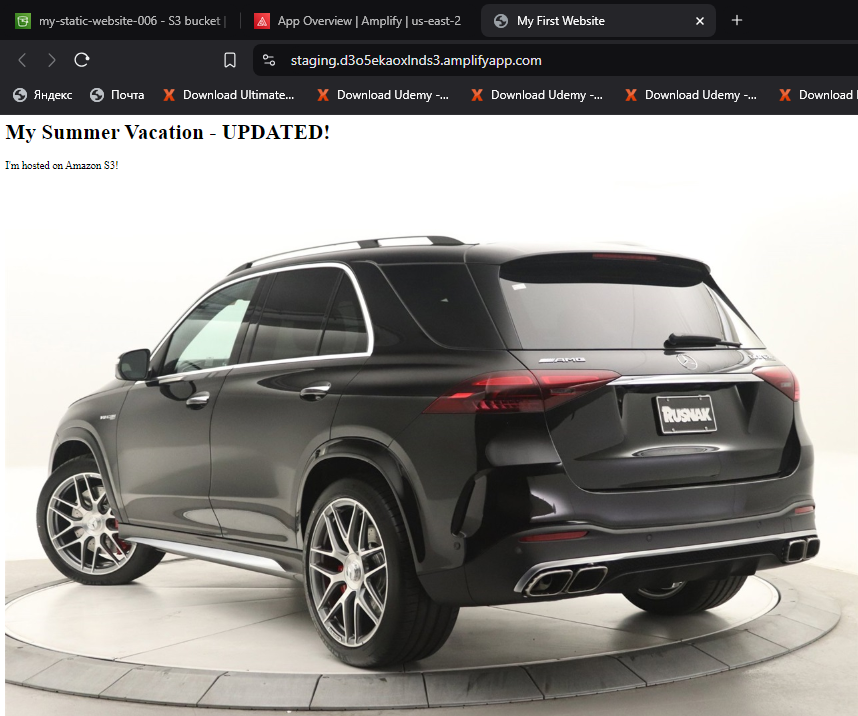 my-static-website-006 - S3 bucket
App Overview | Amplify | us-east-2
My First Website
staging.d3o5ekaoxlnds3.amplifyapp.com
Яндекс
Почта
Download Ultimate...
Download Udemy -...
Download Udemy -...
Download Udemy -...
Download
My Summer Vacation - UPDATED!
I'm hosted on Amazon S3!
AMG
RUSNAK